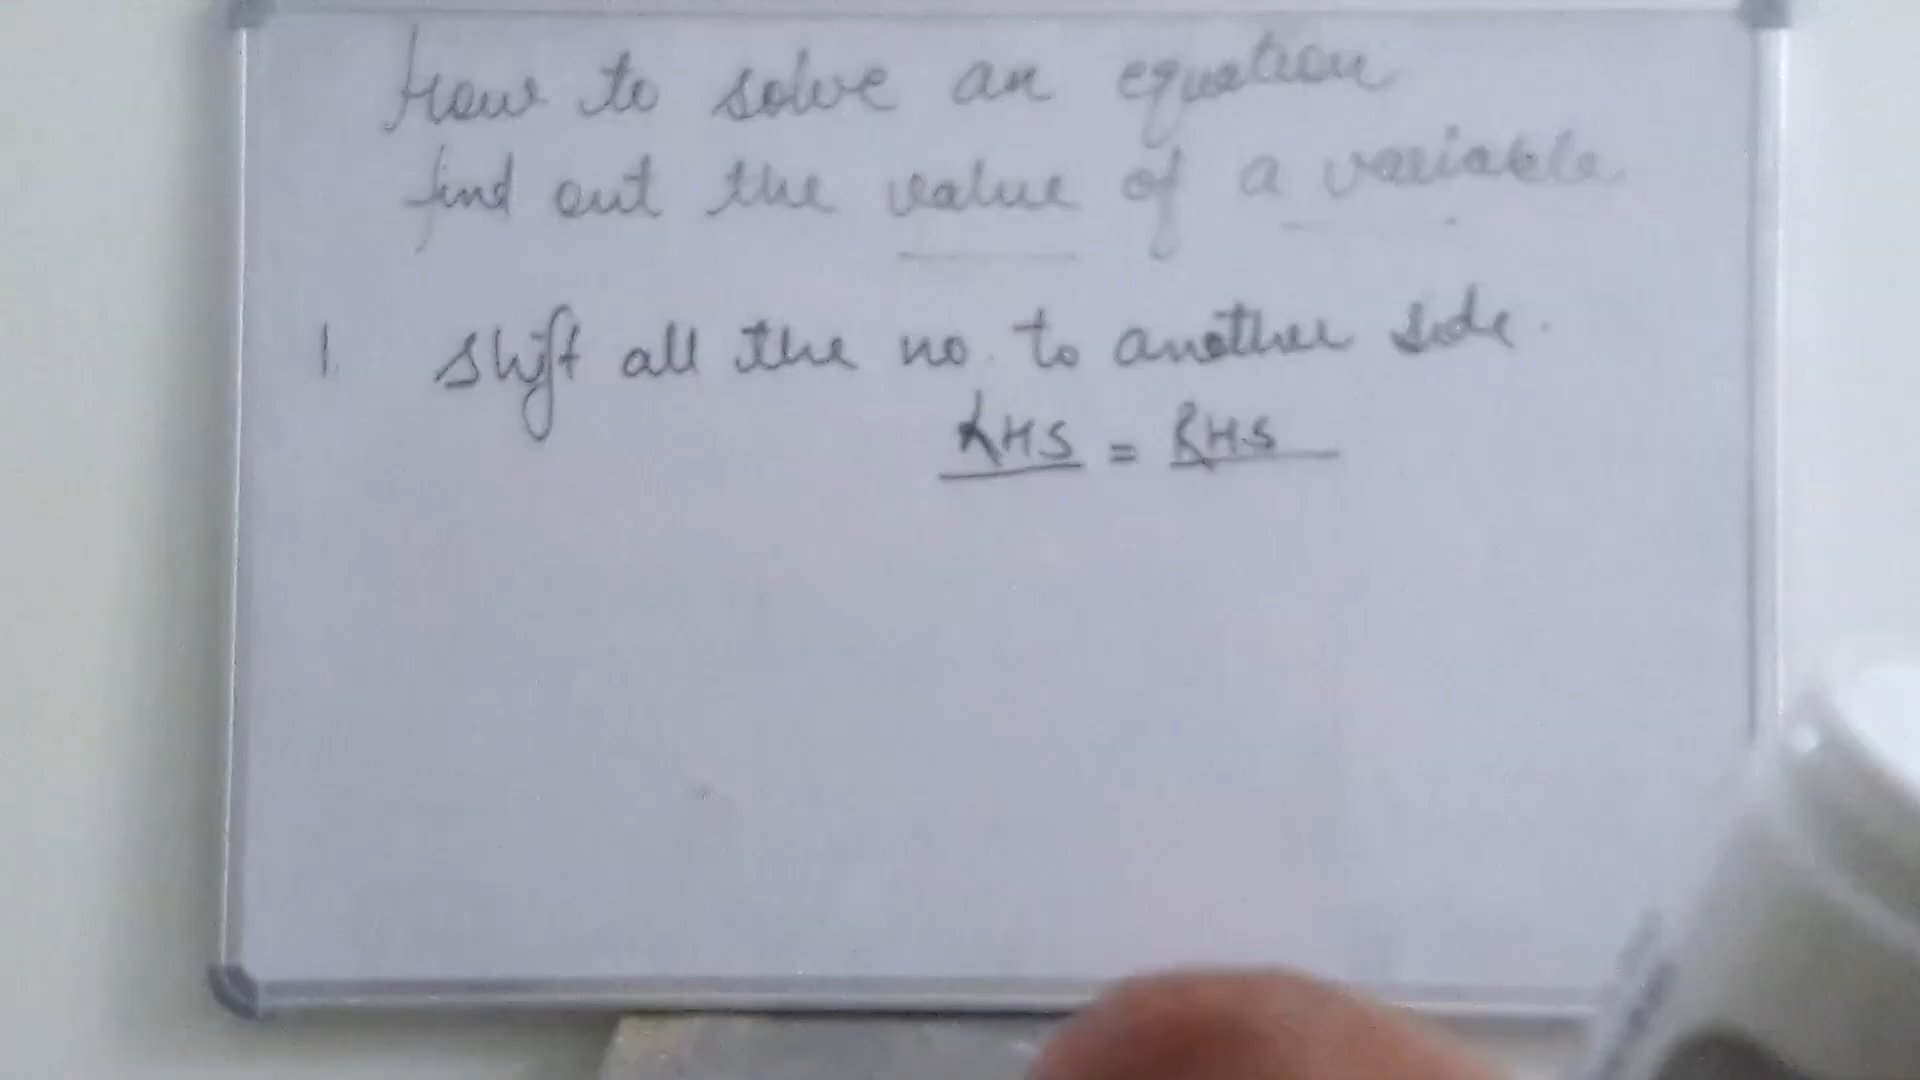 How to solve an equation
find out the value of a variable
1. Shift all the no. to another side.
LHS = RHS